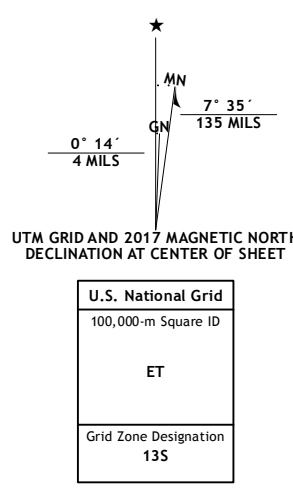 ★
MN
7° 35´
135 MILS
GN
0° 14´
4 MILS
UTM GRID AND 2017 MAGNETIC NORTH
DECLINATION AT CENTER OF SHEET
U.S. National Grid
100,000-m Square ID
ET
Grid Zone Designation
13S